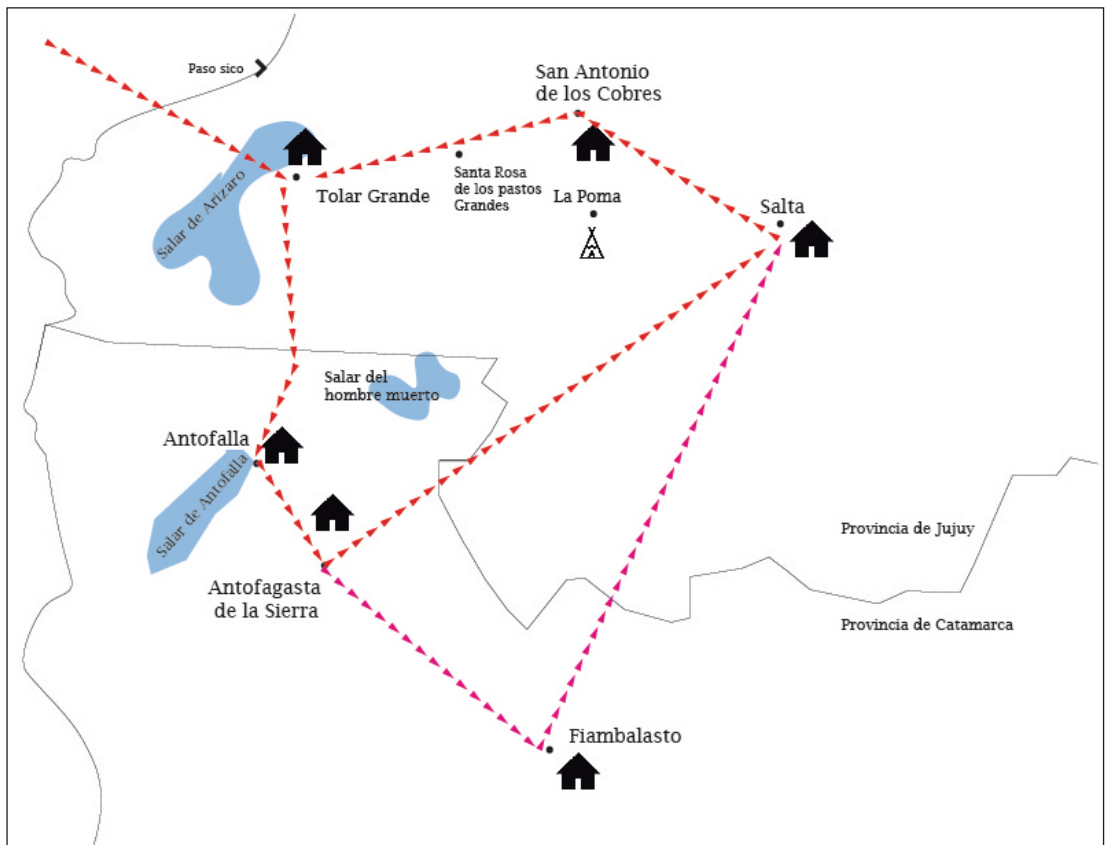 Paso sico
San Antonio
de los Cobres
Santa Rosa
de los pastos
Grandes
La Poma
Tolar Grande
Salta
Salar de Arizaro
Salar del
hombre muerto
Antofalla
Salar de Antofalla
Antofagasta
de la Sierra
Provincia de Jujuy
Provincia de Catamarca
Fiambalasto